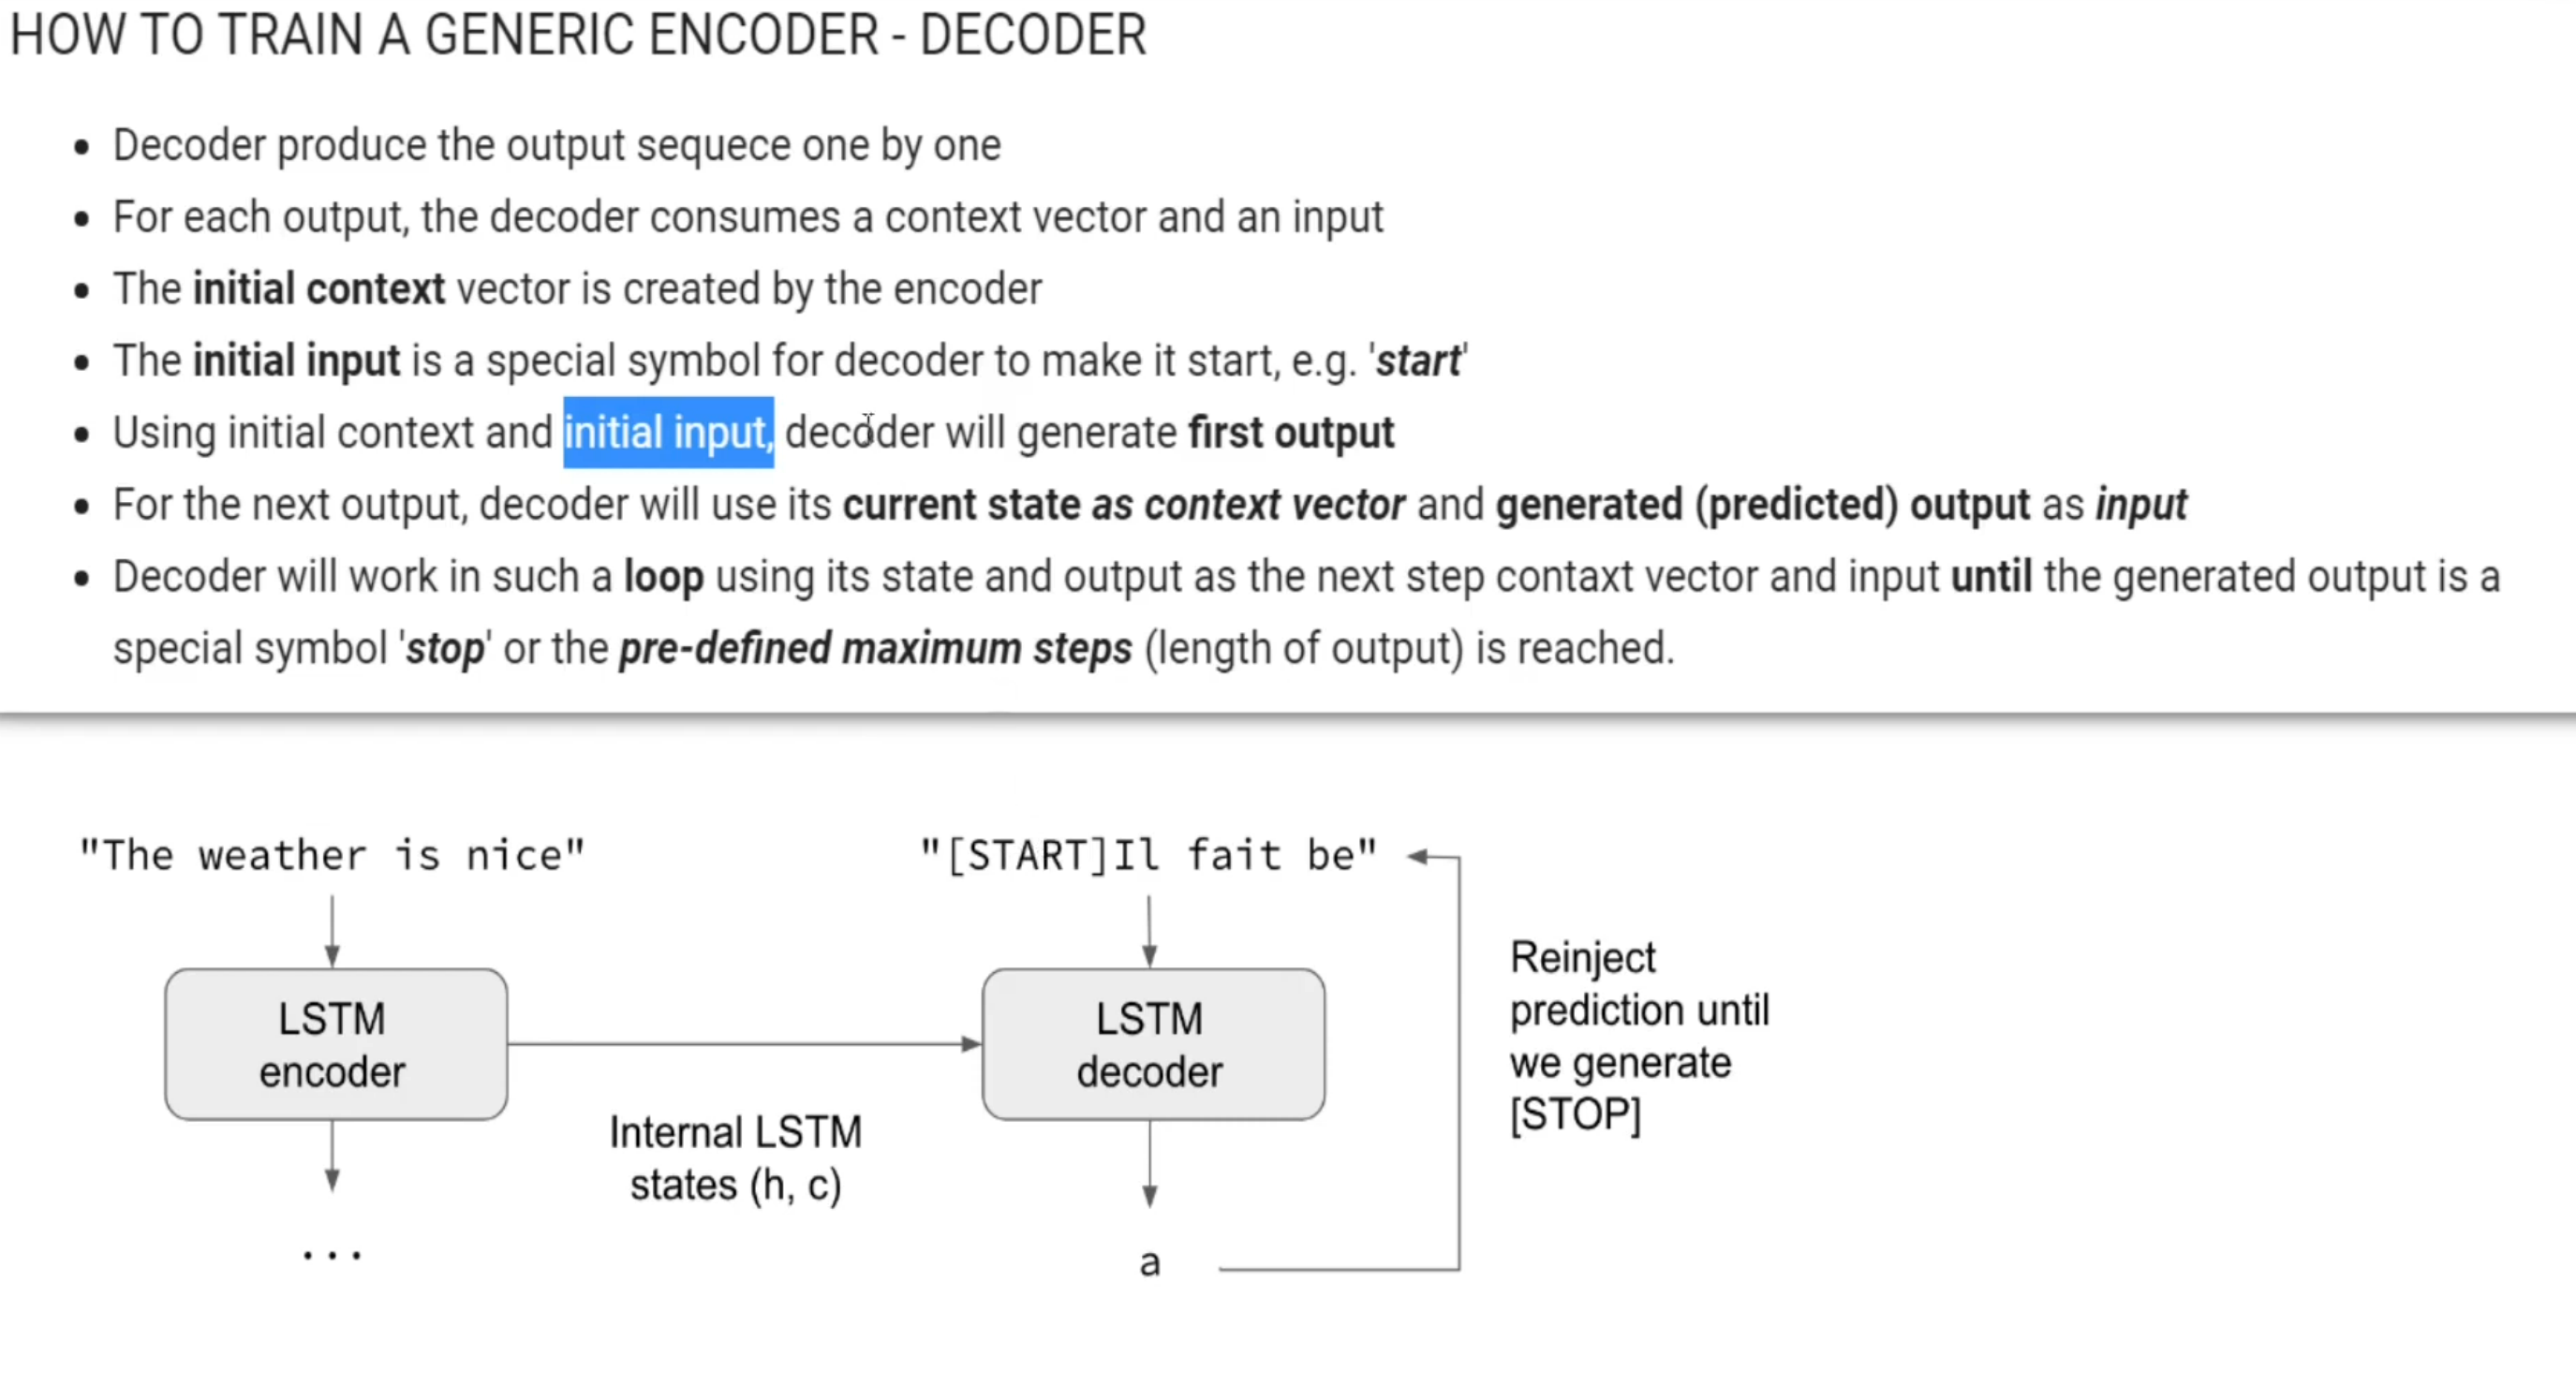 HOW TO TRAIN A GENERIC ENCODER - DECODER
• Decoder produce the output sequece one by one
• For each output, the decoder consumes a context vector and an input
• The initial context vector is created by the encoder
• The initial input is a special symbol for decoder to make it start, e.g. 'start'
• Using initial context and initial input, decoder will generate first output
• For the next output, decoder will use its current state as context vector and generated (predicted) output as input
• Decoder will work in such a loop using its state and output as the next step contaxt vector and input until the generated output is a
special symbol 'stop' or the pre-defined maximum steps (length of output) is reached.
"The weather is nice"
"[START]Il fait be"
LSTM
encoder
Internal LSTM
states (h, c)
LSTM
decoder
Reinject
prediction until
we generate
[STOP]
...
a